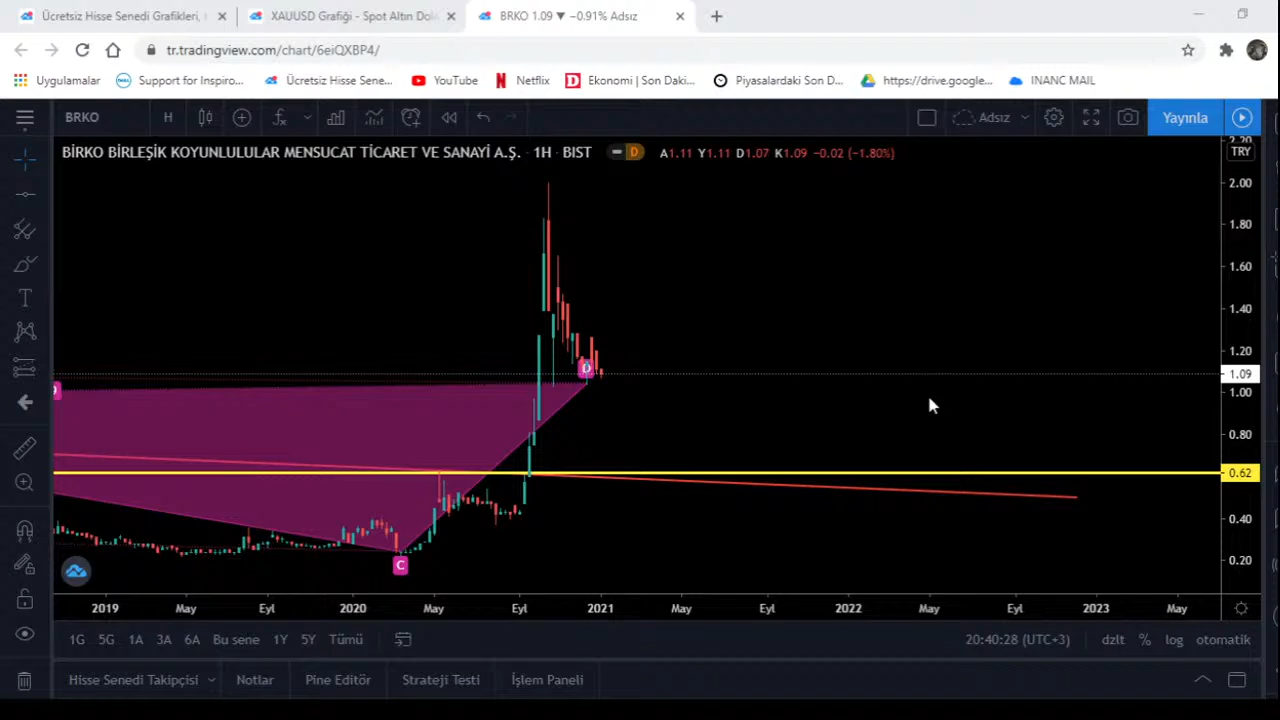 Ücretsiz Hisse Senedi Grafikleri, XAUUSD Grafiği - Spot Altın Dol BRKO 1.09 ▼ −0.91% Adsız
tr.tradingview.com/chart/6eiQXBP4/
Uygulamalar Support for Inspiro... Ücretsiz Hisse Sene... YouTube Netflix Ekonomi | Son Daki... Piyasalardaki Son D... https://drive.google... INANC MAIL
BRKO H Adsız Yayınla
BİRKO BİRLEŞİK KOYUNLULULAR MENSUCAT TİCARET VE SANAYİ A.Ş. · 1H · BIST D A1.11 Y1.11 D1.07 K1.09 −0.02 (−1.80%) TRY
2.00
1.80
1.60
1.40
1.20
D
1.09
1.00
0.80
0.62
0.40
0.20
C
2019 May Eyl 2020 May Eyl 2021 May Eyl 2022 May Eyl 2023 May
1G 5G 1A 3A 6A Bu sene 1Y 5Y Tümü 20:40:28 (UTC+3) dzlt % log otomatik
Hisse Senedi Takipçisi Notlar Pine Editör Strateji Testi İşlem Paneli